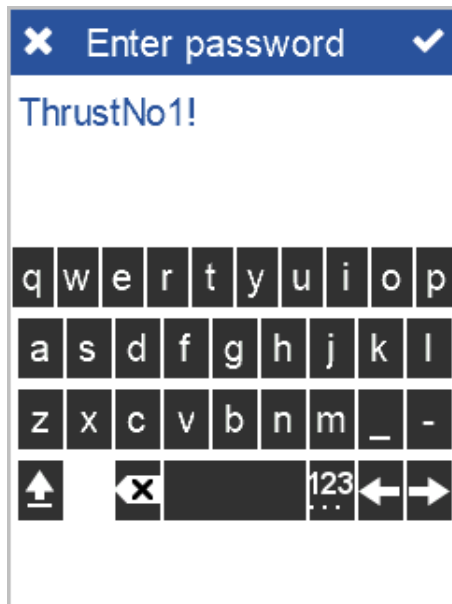 Enter password
ThrustNo1!
q w e r t y u i o p
a s d f g h j k l
z x c v b n m _ -
123
...